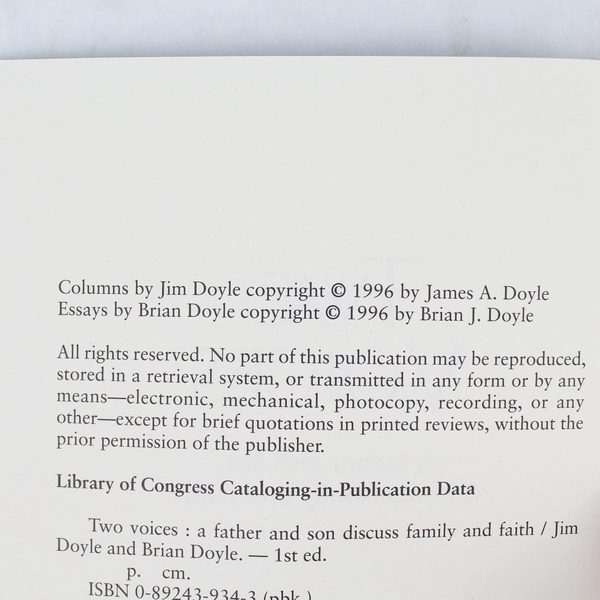 Columns by Jim Doyle copyright © 1996 by James A. Doyle
Essays by Brian Doyle copyright © 1996 by Brian J. Doyle
All rights reserved. No part of this publication may be reproduced,
stored in a retrieval system, or transmitted in any form or by any
means—electronic, mechanical, photocopy, recording, or any
other—except for brief quotations in printed reviews, without the
prior permission of the publisher.
Library of Congress Cataloging-in-Publication Data
Two voices : a father and son discuss family and faith / Jim
Doyle and Brian Doyle. — 1st ed.
p. cm.
ISBN 0-89243-934-3 (pbk.)